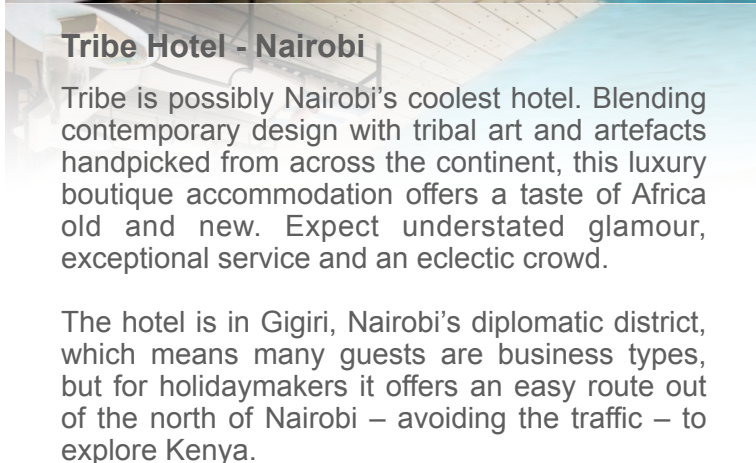 Tribe Hotel - Nairobi
Tribe is possibly Nairobi’s coolest hotel. Blending
contemporary design with tribal art and artefacts
handpicked from across the continent, this luxury
boutique accommodation offers a taste of Africa
old and new. Expect understated glamour,
exceptional service and an eclectic crowd.
The hotel is in Gigiri, Nairobi’s diplomatic district,
which means many guests are business types,
but for holidaymakers it offers an easy route out
of the north of Nairobi – avoiding the traffic – to
explore Kenya.